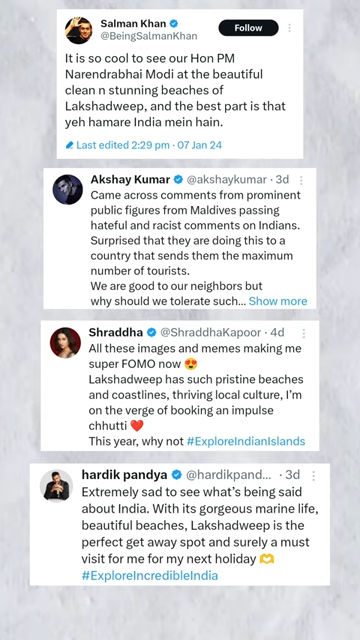 Salman Khan
@BeingSalmanKhan
Follow
It is so cool to see our Hon PM
Narendrabhai Modi at the beautiful
clean n stunning beaches of
Lakshadweep, and the best part is that
yeh hamare India mein hain.
Last edited 2:29 pm · 07 Jan 24
Akshay Kumar @akshaykumar · 3d
Came across comments from prominent
public figures from Maldives passing
hateful and racist comments on Indians.
Surprised that they are doing this to a
country that sends them the maximum
number of tourists.
We are good to our neighbors but
why should we tolerate such... Show more
Shraddha @ShraddhaKapoor · 4d
All these images and memes making me
super FOMO now 😍
Lakshadweep has such pristine beaches
and coastlines, thriving local culture, I'm
on the verge of booking an impulse
chhutti ❤️
This year, why not #ExploreIndianIslands
hardik pandya @hardikpand... · 3d
Extremely sad to see what's being said
about India. With its gorgeous marine life,
beautiful beaches, Lakshadweep is the
perfect get away spot and surely a must
visit for me for my next holiday 🫶
#ExploreIncredibleIndia